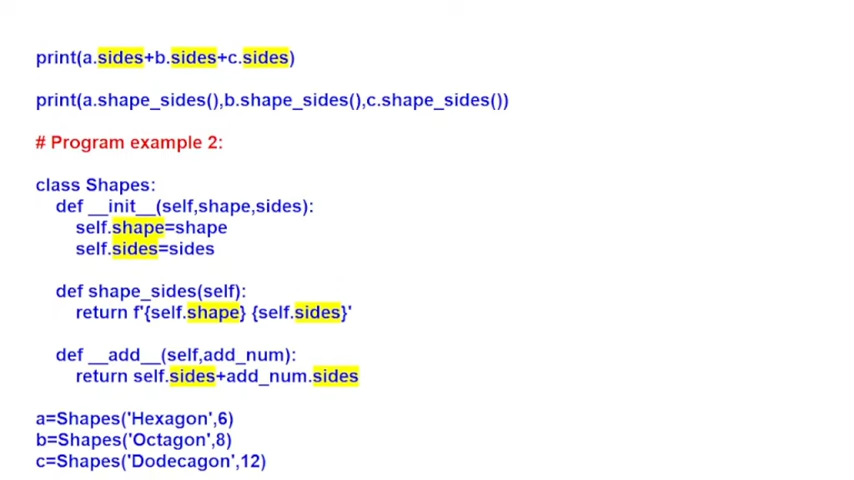 print(a.sides+b.sides+c.sides)
print(a.shape_sides(),b.shape_sides(),c.shape_sides())
# Program example 2:
class Shapes:
def __init__(self,shape,sides):
self.shape=shape
self.sides=sides
def shape_sides(self):
return f'{self.shape} {self.sides}'
def __add__(self,add_num):
return self.sides+add_num.sides
a=Shapes('Hexagon',6)
b=Shapes('Octagon',8)
c=Shapes('Dodecagon',12)